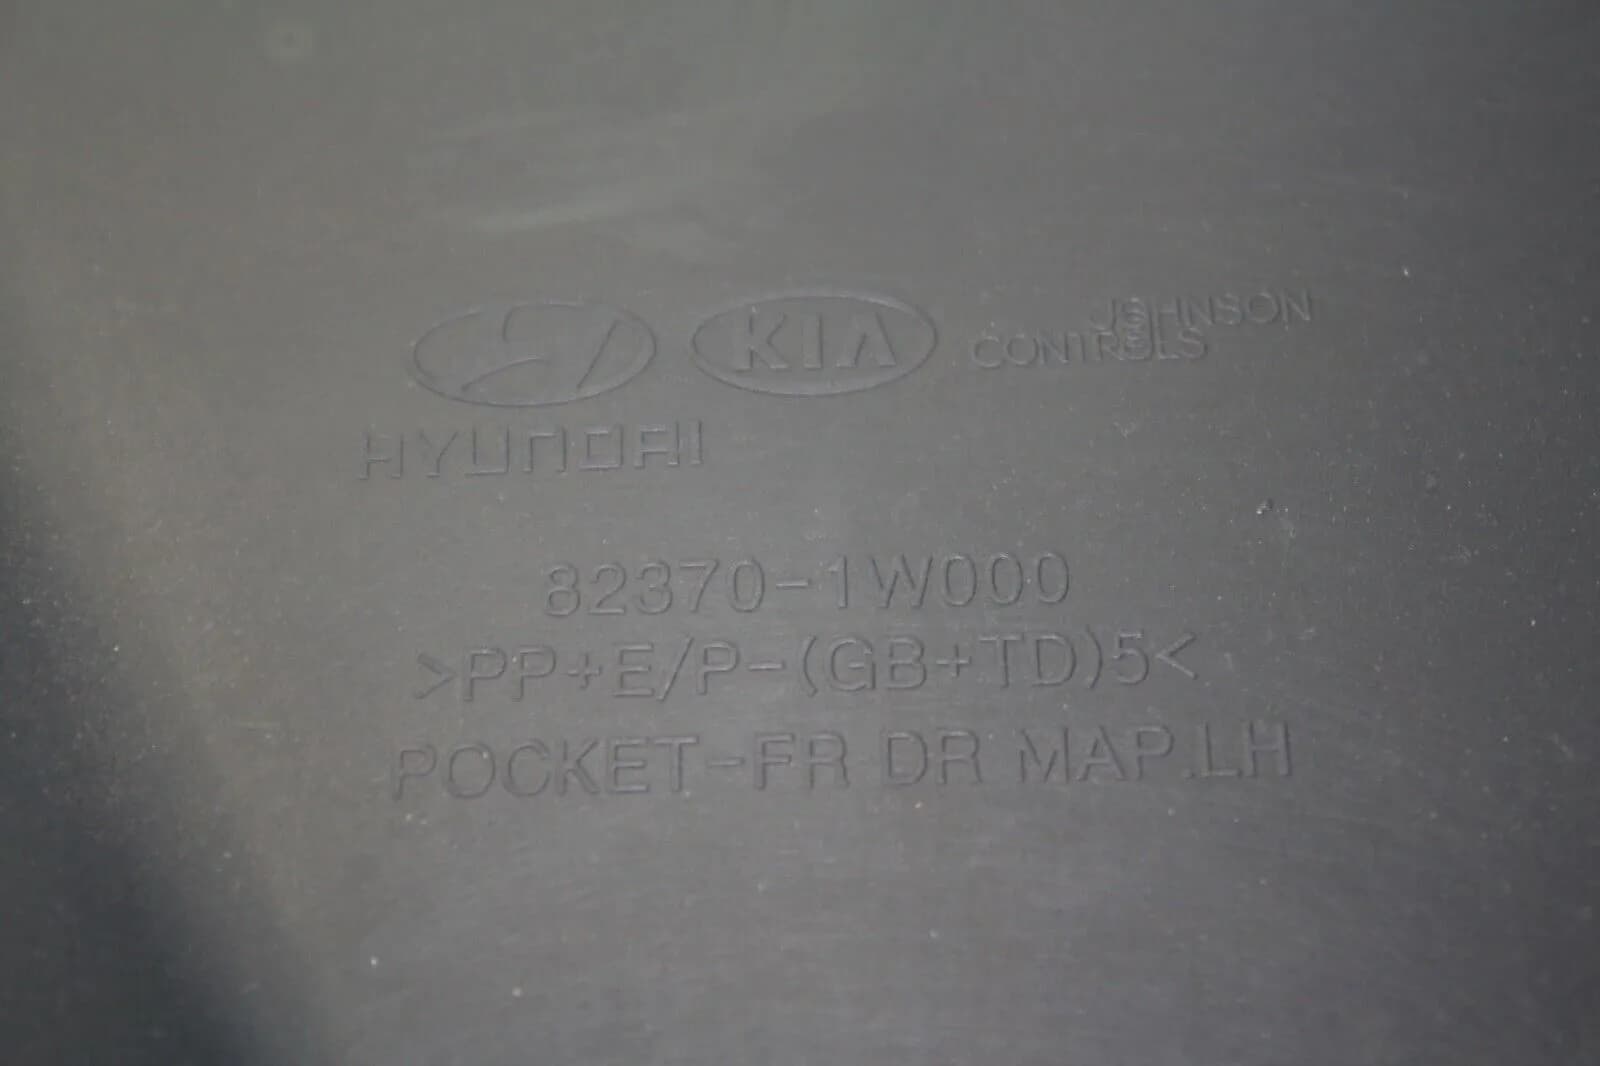 KIA JOHNSON
CONTROLS
HYUNDAI
82370-1W000
>PP+E/P-(GB+TD)5<
POCKET-FR DR MAP.LH